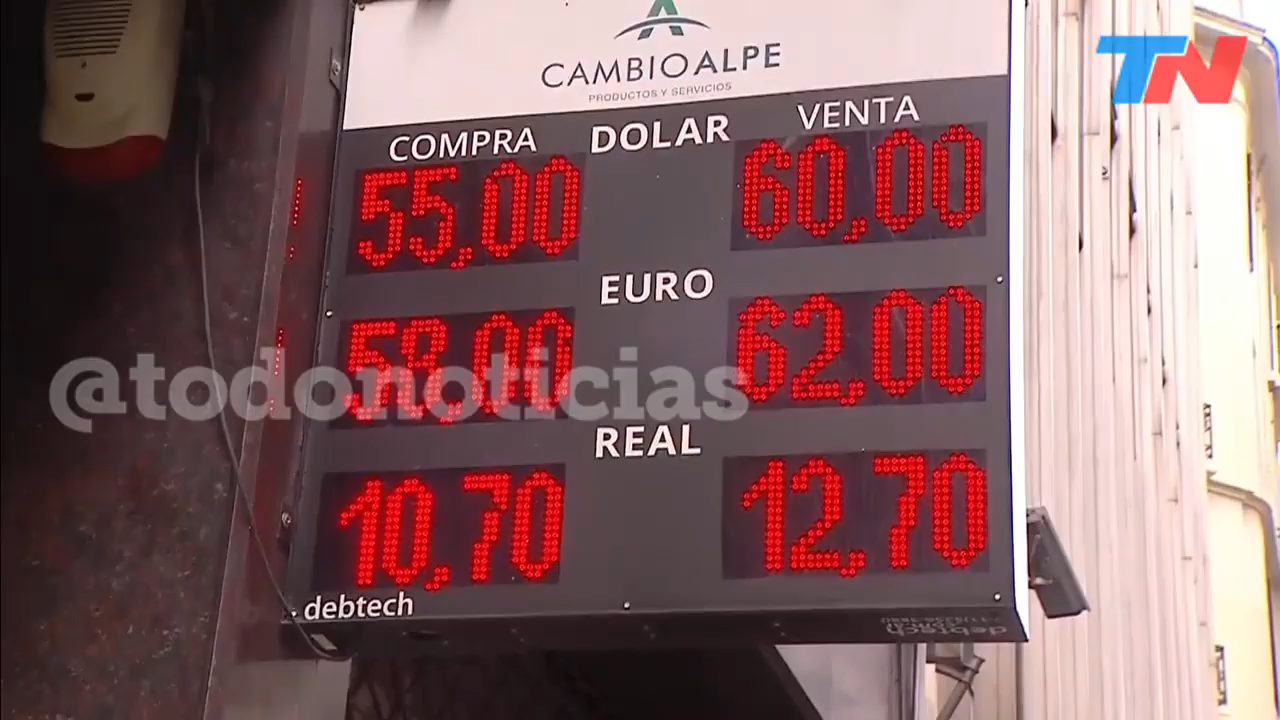 TN
CAMBIOALPE
PRODUCTOS Y SERVICIOS
COMPRA DOLAR VENTA
55,00 60,00
EURO
58,00 62,00
@todonoticias
REAL
10,70 12,70
debtech
debtech